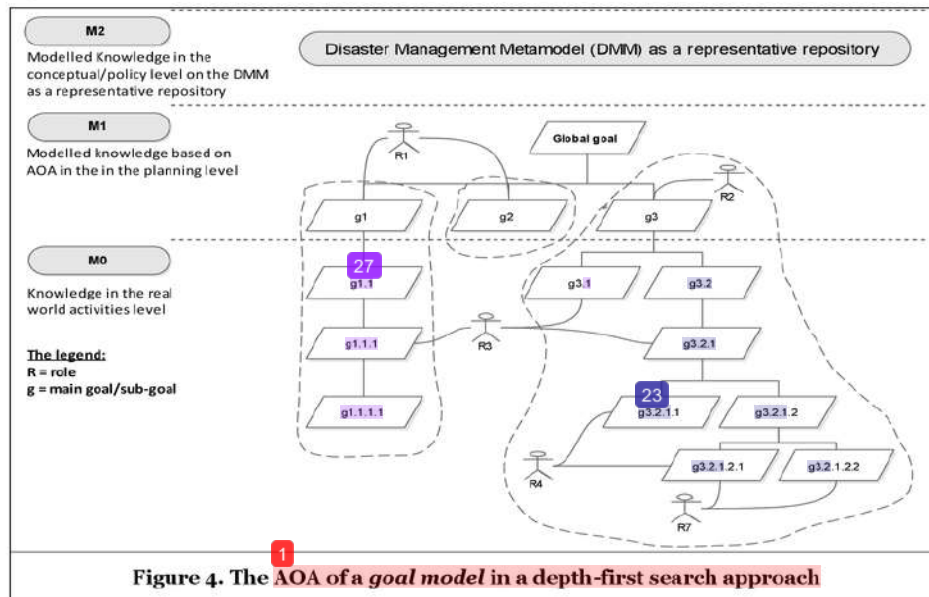 M2
Modelled Knowledge in the
conceptual/policy level on the DMM
as a representative repository
Disaster Management Metamodel (DMM) as a representative repository
M1
Modelled knowledge based on
AOA in the in the planning level
R1
Global goal
R2
g1
g2
g3
M0
Knowledge in the real
world activities level
27
g1.1
g3.1
g3.2
g1.1.1
R3
g3.2.1
The legend:
R = role
g = main goal/sub-goal
23
g1.1.1.1
g3.2.1.1
g3.2.1.2
R4
g3.2.1.2.1
g3.2.1.2.2
R7
1
Figure 4. The AOA of a goal model in a depth-first search approach